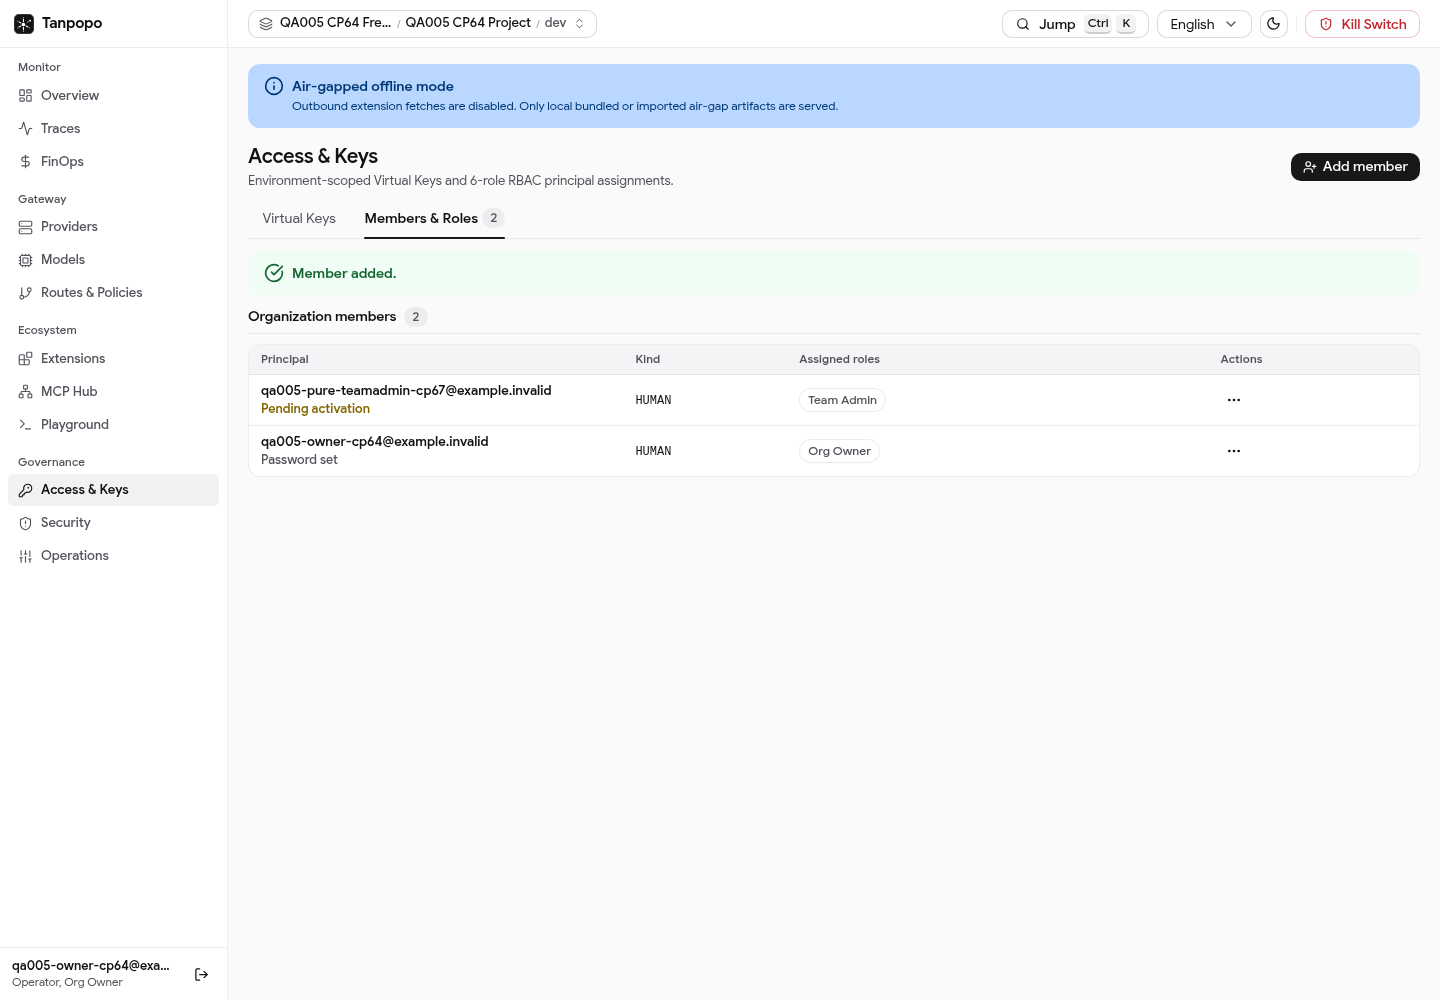 Tanpopo
QA005 CP64 Fre... / QA005 CP64 Project / dev
Jump Ctrl K
English
Kill Switch
Monitor
Overview
Traces
FinOps
Gateway
Providers
Models
Routes & Policies
Ecosystem
Extensions
MCP Hub
Playground
Governance
Access & Keys
Security
Operations
qa005-owner-cp64@exa...
Operator, Org Owner
Air-gapped offline mode
Outbound extension fetches are disabled. Only local bundled or imported air-gap artifacts are served.
Access & Keys
Environment-scoped Virtual Keys and 6-role RBAC principal assignments.
Add member
Virtual Keys
Members & Roles 2
Member added.
Organization members 2
Principal Kind Assigned roles Actions
qa005-pure-teamadmin-cp67@example.invalid
Pending activation
HUMAN
Team Admin
qa005-owner-cp64@example.invalid
Password set
HUMAN
Org Owner